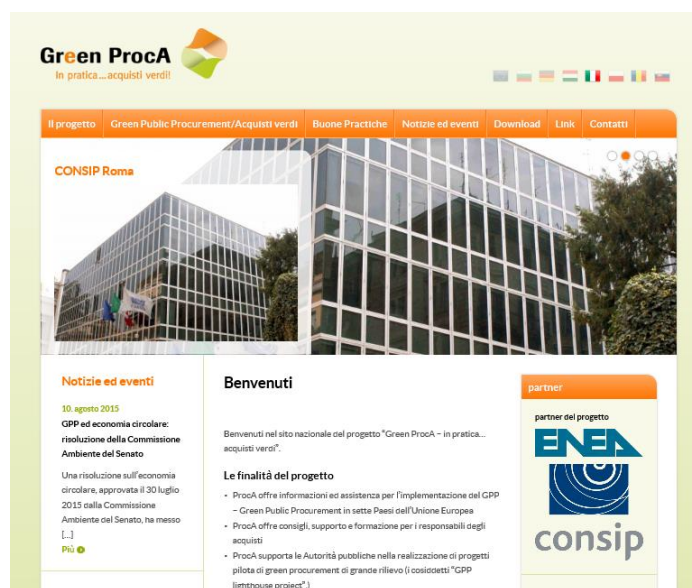 Green ProcA
in pratica...acquisti verdi!
Il progetto
Green Public Procurement/Acquisti verdi
Buone Practiche
Notizie ed eventi
Download
Link
Contatti
CONSIP Roma
Notizie ed eventi
10. agosto 2015
GPP ed economia circolare:
risoluzione della Commissione
Ambiente del Senato
Una risoluzione sull'economia
circolare, approvata il 30 luglio
2015 dalla Commissione
Ambiente del Senato, ha messo
[...]
Più
Benvenuti
Benvenuti nel sito nazionale del progetto "Green ProcA – in pratica...
acquisti verdi".
Le finalità del progetto
• ProcA offre informazioni ed assistenza per l'implementazione del GPP
– Green Public Procurement in sette Paesi dell'Unione Europea
• ProcA offre consigli, supporto e formazione per i responsabili degli
acquisti
• ProcA supporta le Autorità pubbliche nella realizzazione di progetti
pilota di green procurement di grande rilievo (i cosiddetti "GPP
lighthouse project".)
partner
partner del progetto
ENEA
consip